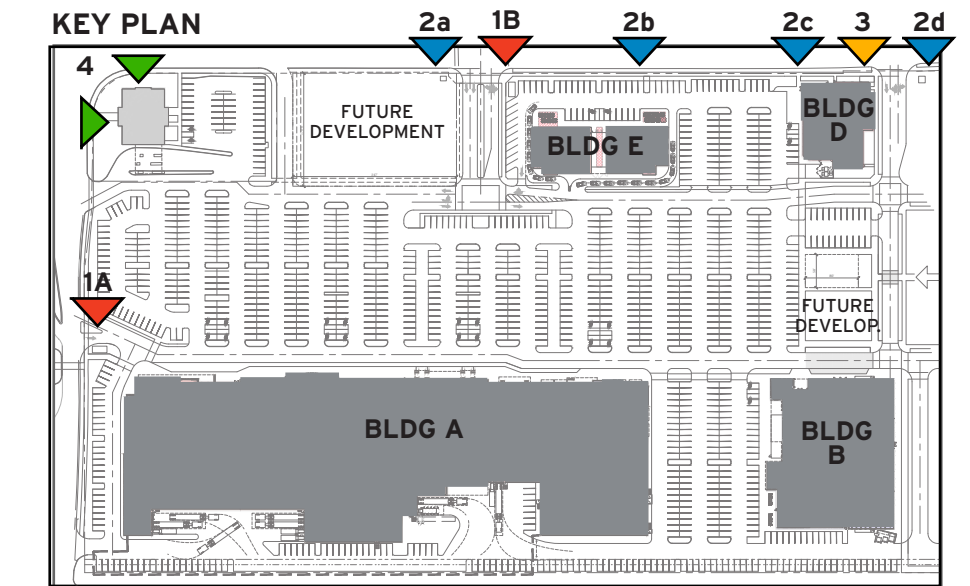 KEY PLAN
2a
1B
2b
2c
3
2d
4
FUTURE
DEVELOPMENT
BLDG E
BLDG
D
1A
FUTURE
DEVELOP.
BLDG A
BLDG
B